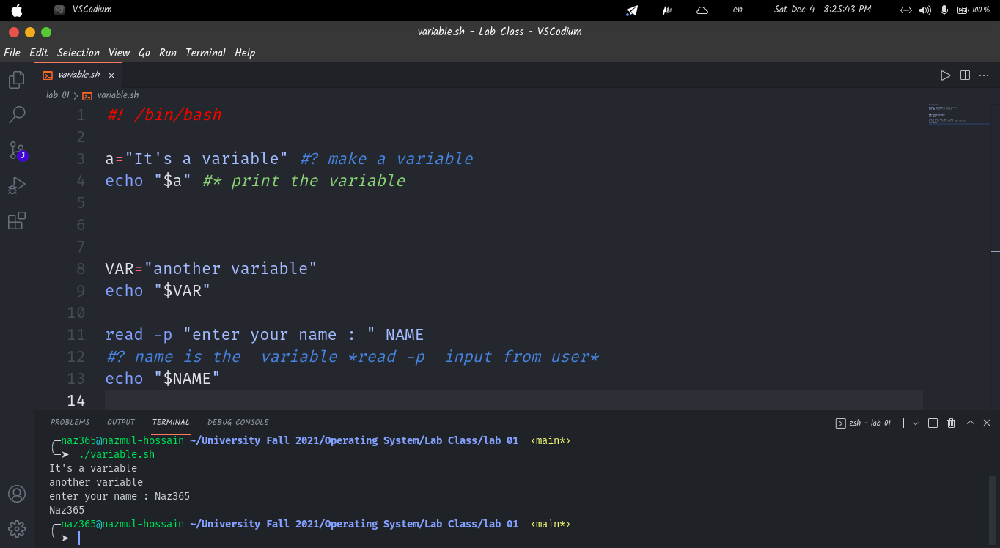 VSCodium en Sat Dec 4 8:25:43 PM 100 %
variable.sh - Lab Class - VSCodium
File Edit Selection View Go Run Terminal Help
variable.sh
lab 01 > variable.sh
1 #! /bin/bash
2
3 a="It's a variable" #? make a variable
4 echo "$a" #* print the variable
5
6
7
8 VAR="another variable"
9 echo "$VAR"
10
11 read -p "enter your name : " NAME
12 #? name is the  variable *read -p  input from user*
13 echo "$NAME"
14
3
PROBLEMS OUTPUT TERMINAL DEBUG CONSOLE zsh - lab 01
naz365@nazmul-hossain ~/University Fall 2021/Operating System/Lab Class/lab 01 ‹main*›
➤ ./variable.sh
It's a variable
another variable
enter your name : Naz365
Naz365
naz365@nazmul-hossain ~/University Fall 2021/Operating System/Lab Class/lab 01 ‹main*›
➤